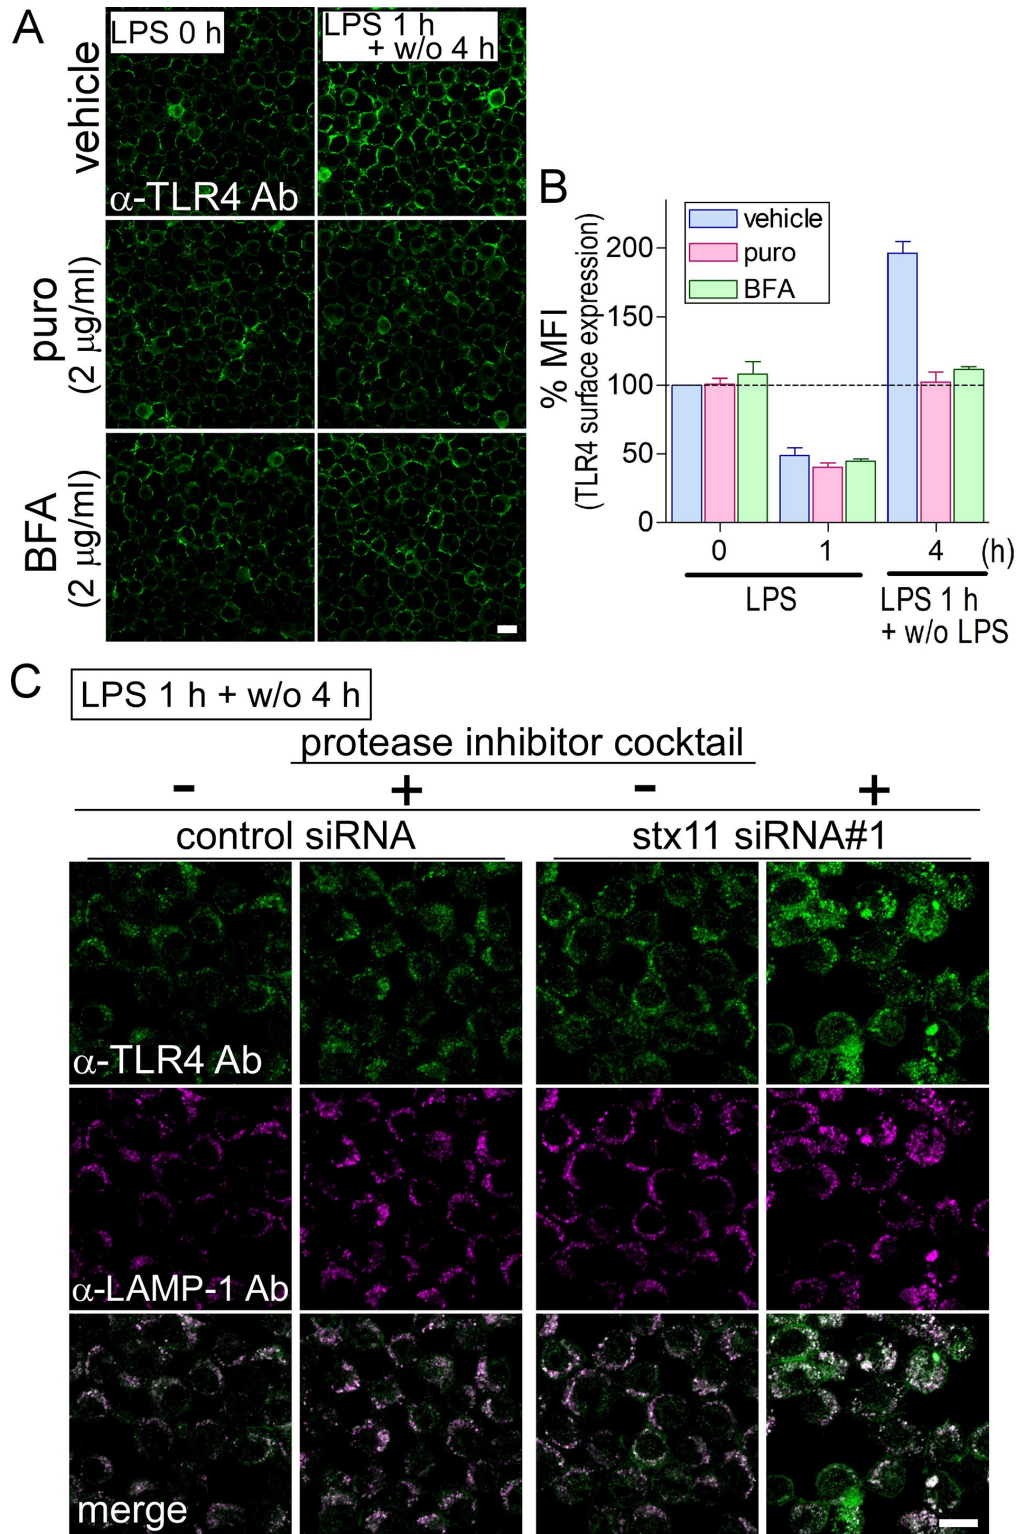 A
LPS 0 h
LPS 1 h
+ w/o 4 h
vehicle
α-TLR4 Ab
puro
(2 µg/ml)
BFA
(2 µg/ml)
B
% MFI
(TLR4 surface expression)
200
150
100
50
0
vehicle
puro
BFA
0
1
4
(h)
LPS
LPS 1 h
+ w/o LPS
C
LPS 1 h + w/o 4 h
protease inhibitor cocktail
- + - +
control siRNA
stx11 siRNA#1
α-TLR4 Ab
α-LAMP-1 Ab
merge